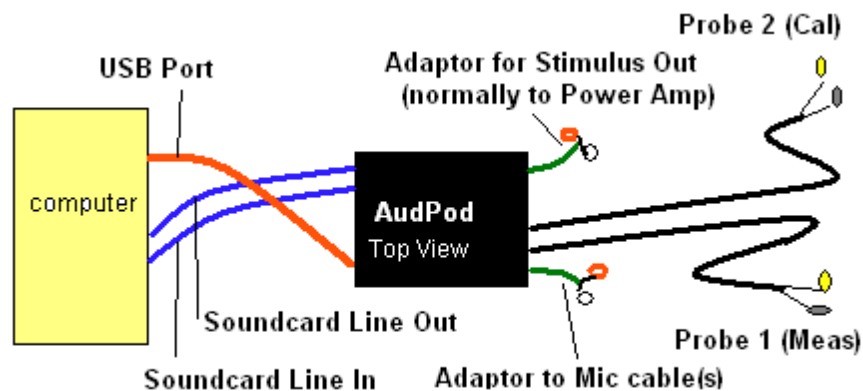 Probe 2 (Cal)
USB Port
Adaptor for Stimulus Out
(normally to Power Amp)
computer
AudPod
Top View
Soundcard Line Out
Probe 1 (Meas)
Soundcard Line In
Adaptor to Mic cable(s)